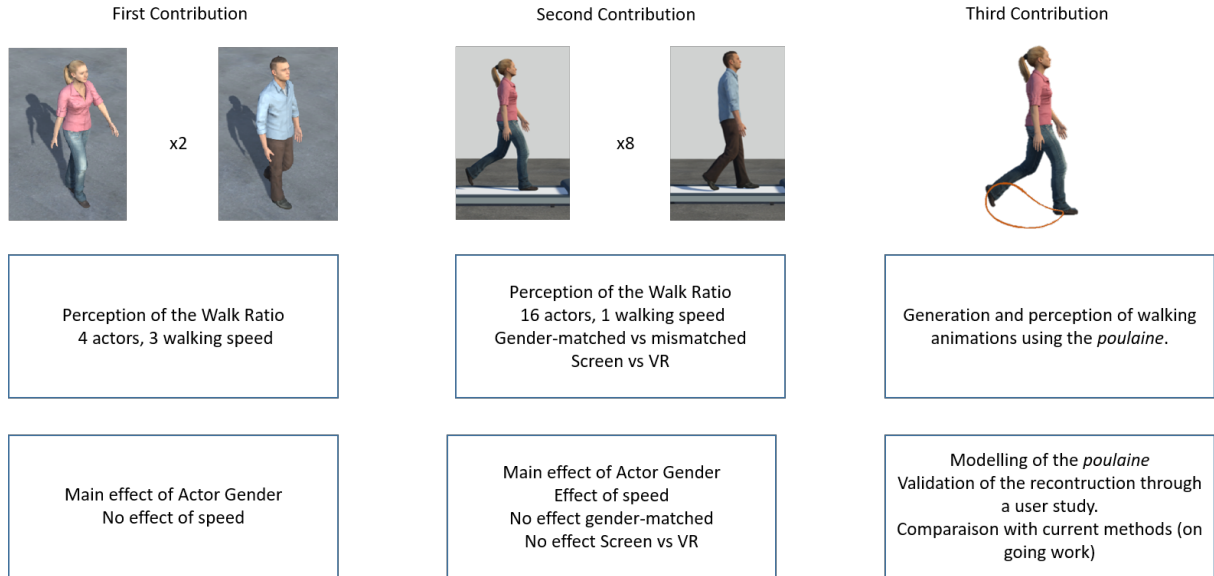 First Contribution
Second Contribution
Third Contribution
x2
x8
Perception of the Walk Ratio
4 actors, 3 walking speed
Perception of the Walk Ratio
16 actors, 1 walking speed
Gender-matched vs mismatched
Screen vs VR
Generation and perception of walking
animations using the poulaine.
Main effect of Actor Gender
No effect of speed
Main effect of Actor Gender
Effect of speed
No effect gender-matched
No effect Screen vs VR
Modelling of the poulaine
Validation of the recontruction through
a user study.
Comparaison with current methods (on
going work)